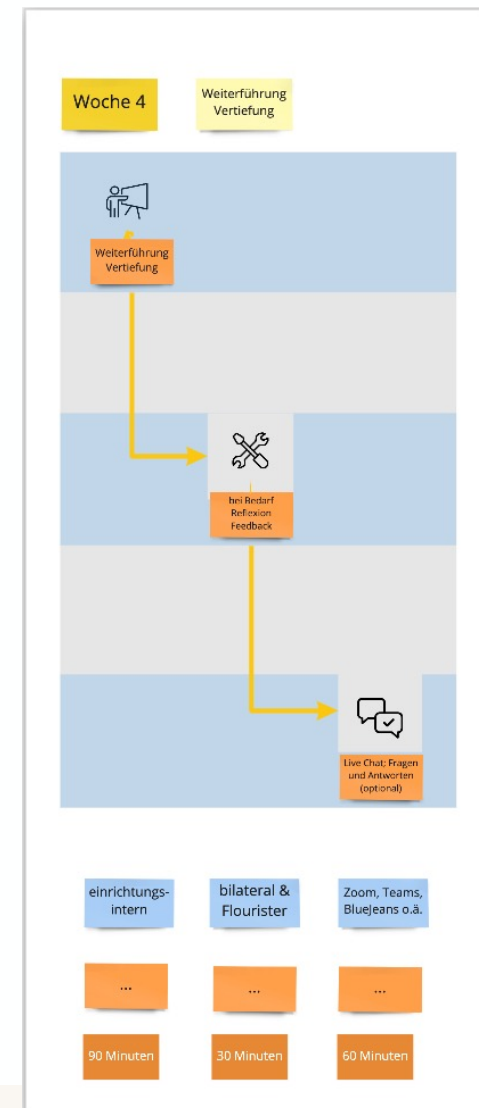 Woche 4
Weiterführung
Vertiefung
Weiterführung
Vertiefung
bei Bedarf
Reflexion
Feedback
Live Chat; Fragen
und Antworten
(optional)
einrichtungs-
intern
bilateral &
Flourister
Zoom, Teams,
BlueJeans o.ä.
...
...
...
90 Minuten
30 Minuten
60 Minuten